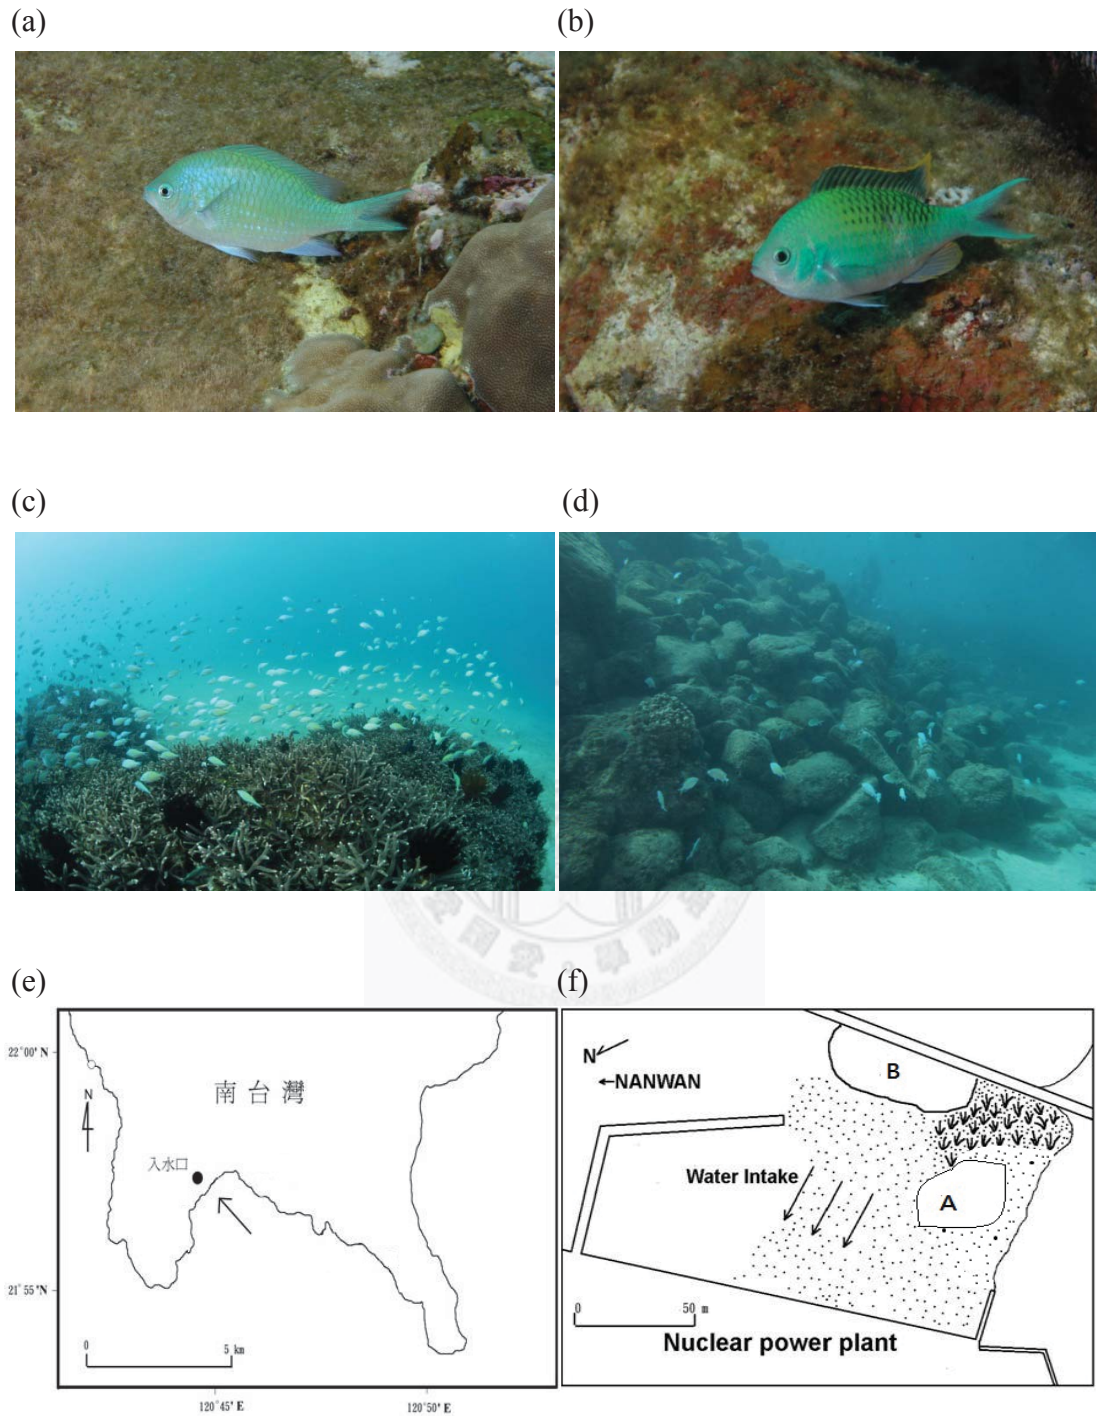 (a)
(b)
(c)
(d)
(e)
(f)
22°00' N
N
南台灣
入水口
21°55'N
0
5 km
120°45'E
120°50'E
N
NANWAN
B
Water Intake
A
0
50 m
Nuclear power plant